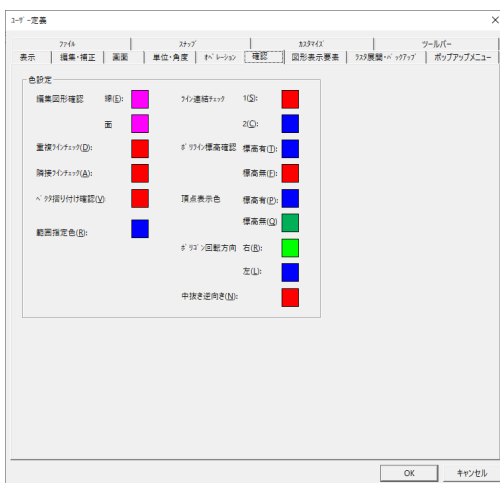 ﾕｰｻﾞｰ定義
ﾌｧｲﾙ ｽﾅｯﾌﾟ ｶｽﾀﾏｲｽﾞ ツールバー
表示 編集･補正 画面 単位･角度 ｵﾍﾟﾚｰｼｮﾝ 確認 図形表示要素 ﾗｽﾀ展開･ﾊﾞｯｸｱｯﾌﾟ ポップアップメニュー
色設定
編集図形確認 線(E): ﾗｲﾝ連結ﾁｪｯｸ 1(S):
面 2(C):
重複ﾗｲﾝﾁｪｯｸ(D): ﾎﾟﾘﾗｲﾝ標高確認 標高有(T):
隣接ﾗｲﾝﾁｪｯｸ(A): 標高無(F):
ﾍﾞｸﾀ摺り付け確認(V): 頂点表示色 標高有(P):
標高無(Q)
範囲指定色(R):
ﾎﾟﾘｺﾞﾝ回転方向 右(R):
左(L):
中抜き逆向き(N):
OK キャンセル